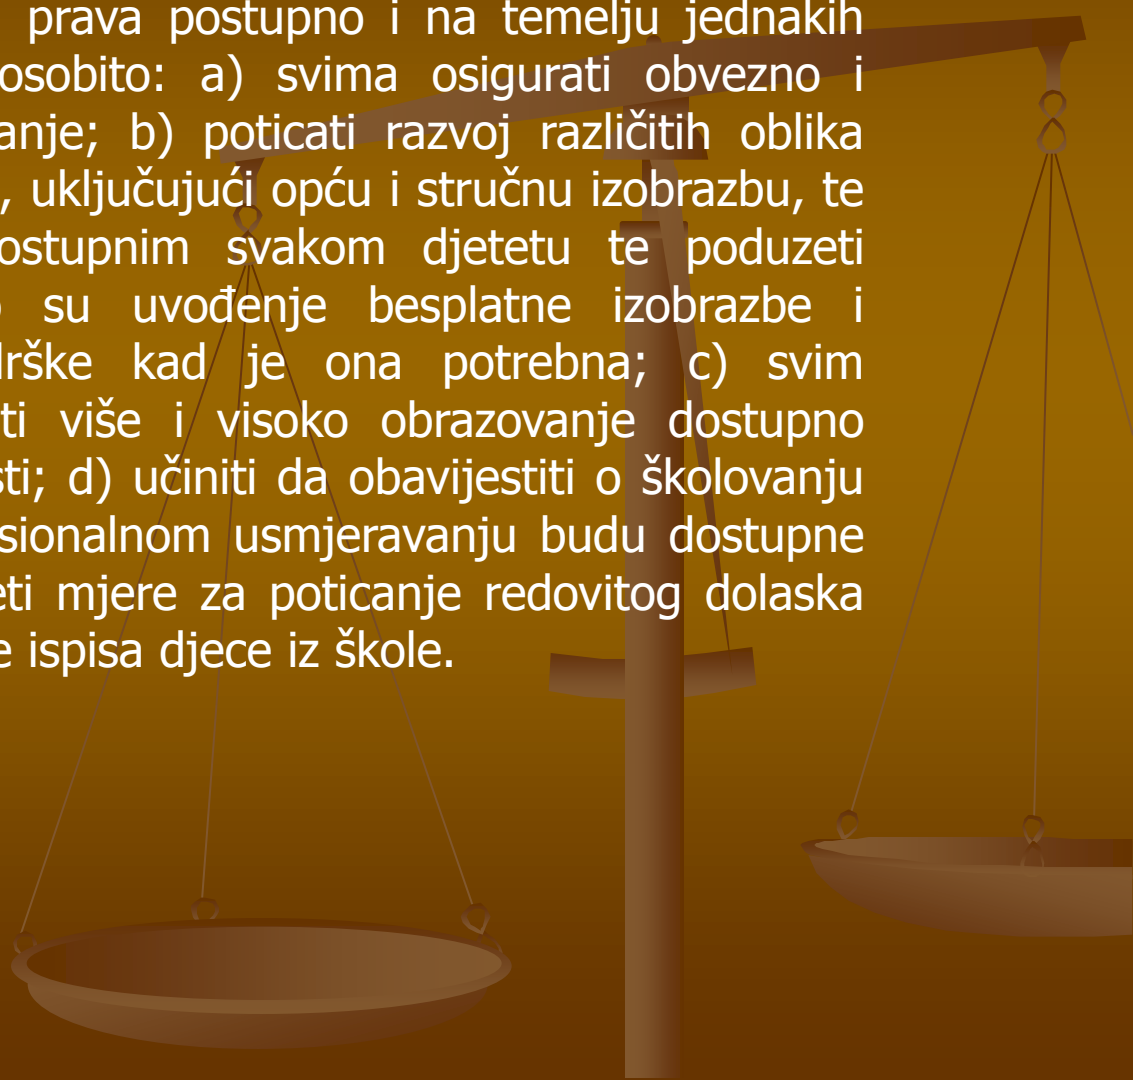 prava postupno i na temelju jednakih
osobito: a) svima osigurati obvezno i
anje; b) poticati razvoj različitih oblika
, uključujući opću i stručnu izobrazbu, te
ostupnim svakom djetetu te poduzeti
su uvođenje besplatne izobrazbe i
drške kad je ona potrebna; c) svim
ti više i visoko obrazovanje dostupno
sti; d) učiniti da obavijestiti o školovanju
sionalnom usmjeravanju budu dostupne
eti mjere za poticanje redovitog dolaska
e ispisa djece iz škole.